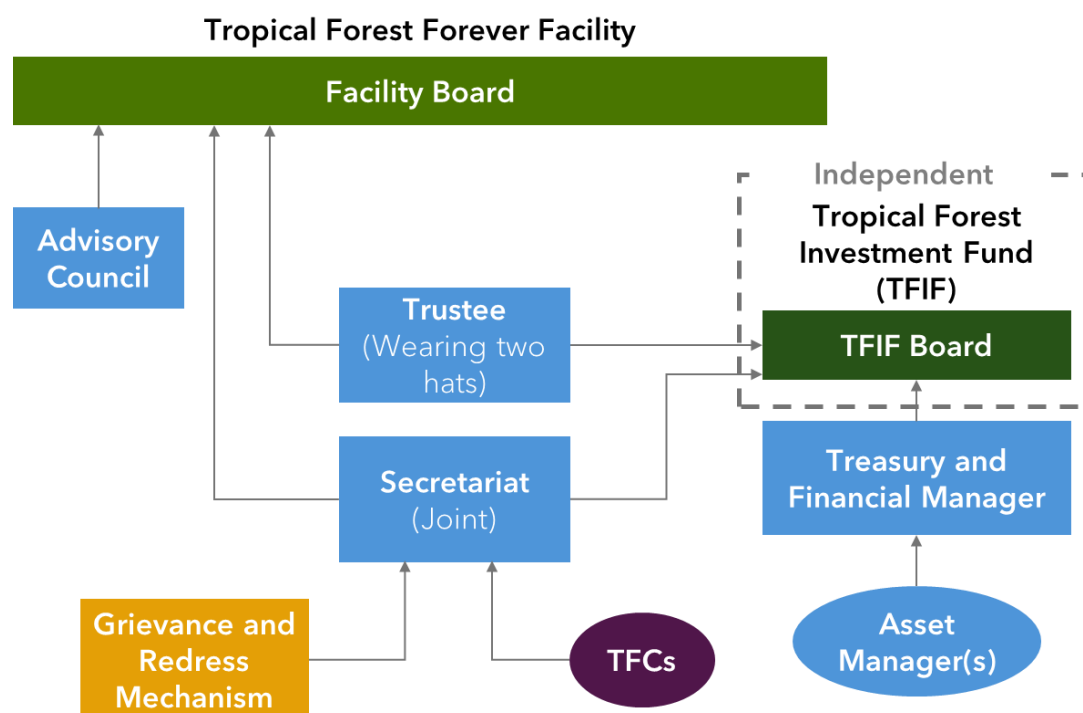 Tropical Forest Forever Facility
Facility Board
Independent
Tropical Forest
Investment Fund
(TFIF)
Advisory
Council
Trustee
(Wearing two
hats)
TFIF Board
Secretariat
(Joint)
Treasury and
Financial Manager
Grievance and
Redress
Mechanism
TFCs
Asset
Manager(s)